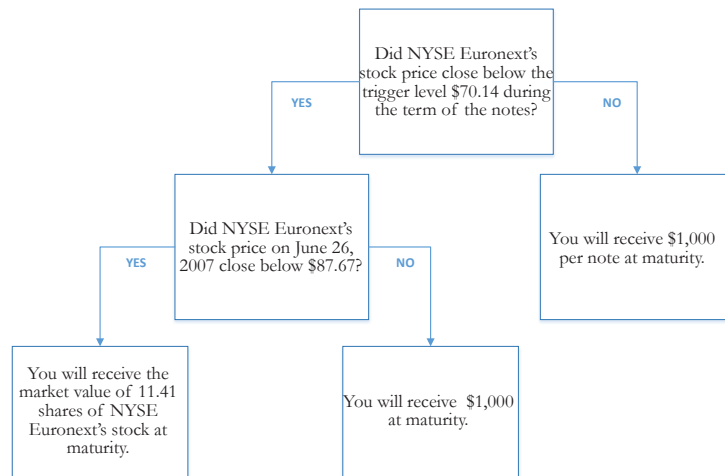 Did NYSE Euronext's
stock price close below the
trigger level $70.14 during
the term of the notes?
YES
NO
Did NYSE Euronext's
stock price on June 26,
2007 close below $87.67?
You will receive $1,000
per note at maturity.
YES
NO
You will receive the
market value of 11.41
shares of NYSE
Euronext's stock at
maturity.
You will receive $1,000
at maturity.